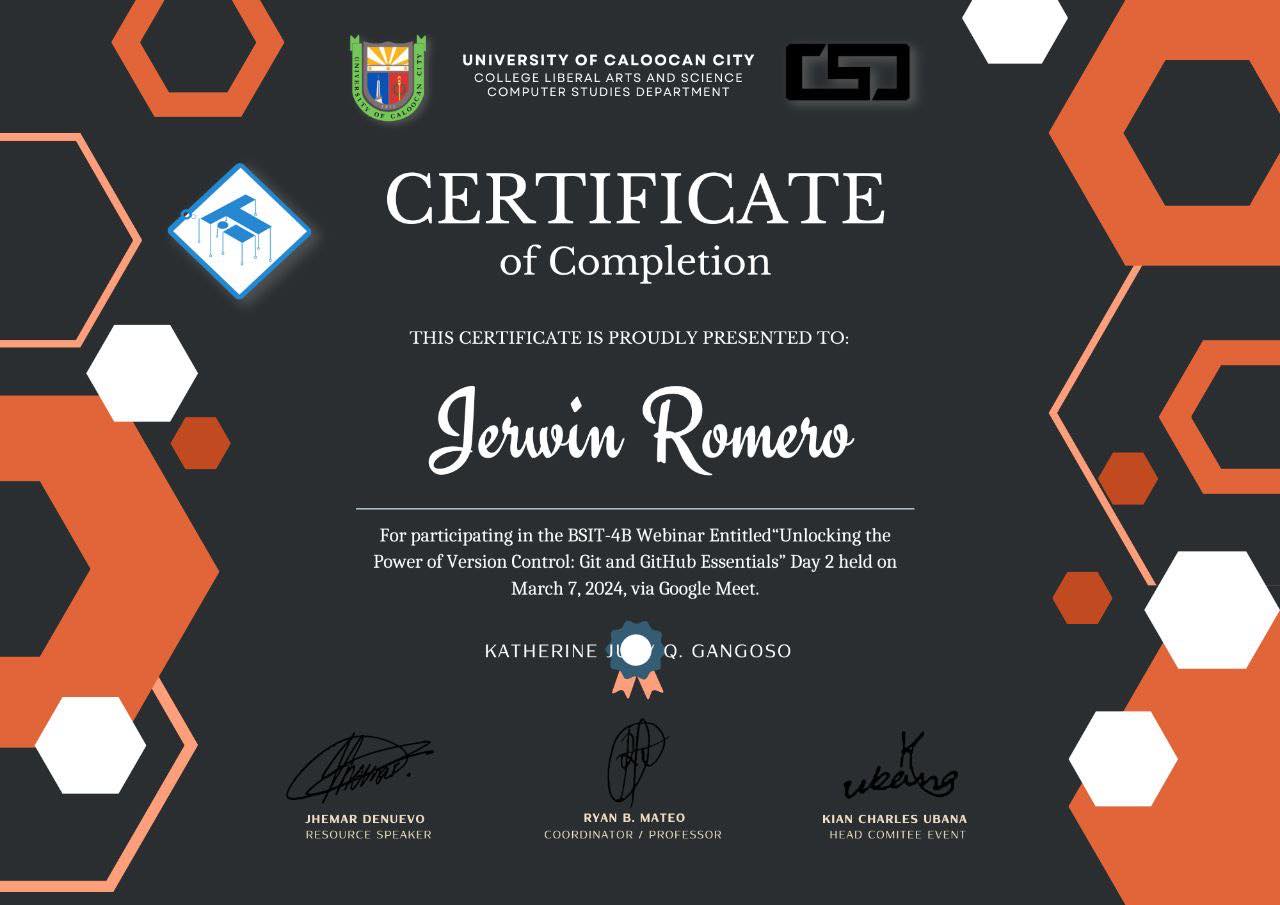 UNIVERSITY OF CALOOCAN CITY
COLLEGE LIBERAL ARTS AND SCIENCE
COMPUTER STUDIES DEPARTMENT
UNIVERSITY OF CALOOCAN CITY
CERTIFICATE
of Completion
THIS CERTIFICATE IS PROUDLY PRESENTED TO:
Jerwin Romero
For participating in the BSIT-4B Webinar Entitled“Unlocking the
Power of Version Control: Git and GitHub Essentials” Day 2 held on
March 7, 2024, via Google Meet.
KATHERINE Q. GANGOSO
JHEMAR DENUEVO
RESOURCE SPEAKER
RYAN B. MATEO
COORDINATOR / PROFESSOR
K
ubana
KIAN CHARLES UBANA
HEAD COMITEE EVENT